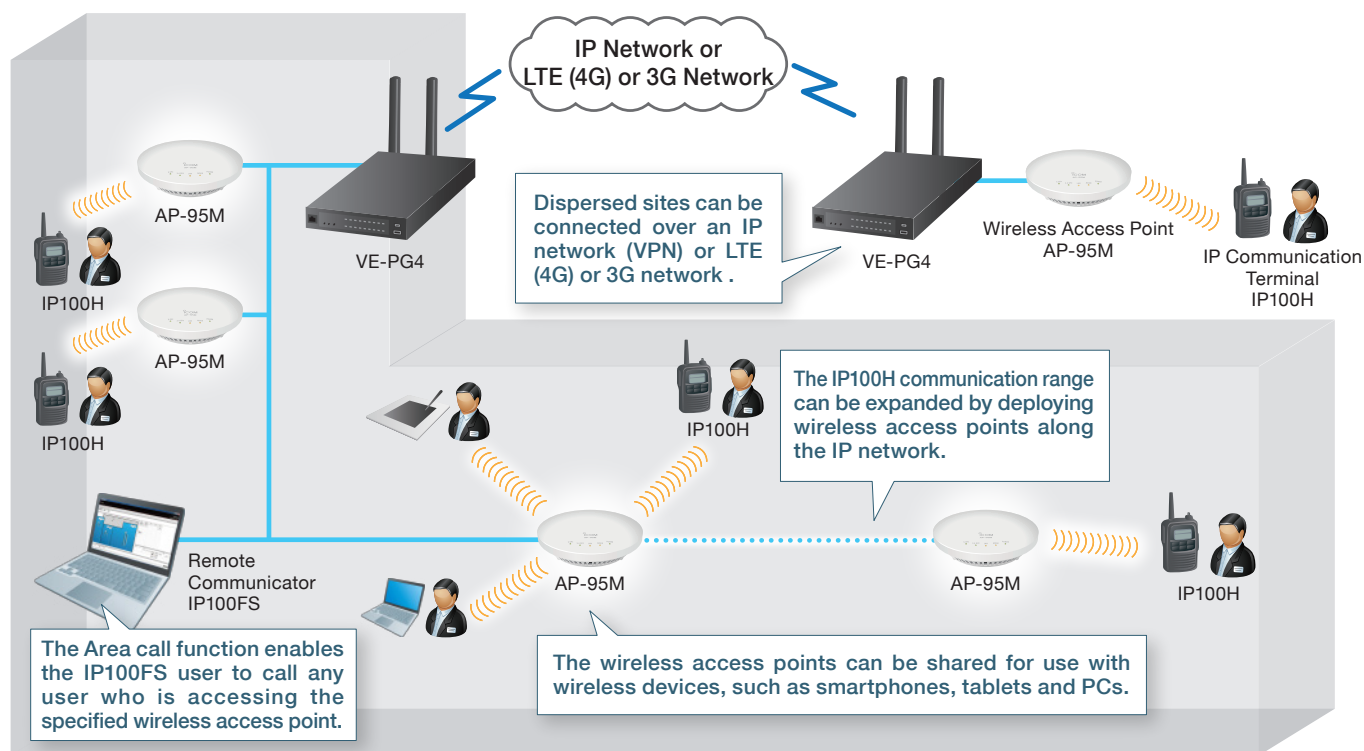 IP Network or
LTE (4G) or 3G Network
AP-95M
VE-PG4
IP100H
AP-95M
IP100H
Dispersed sites can be
connected over an IP
network (VPN) or LTE
(4G) or 3G network .
VE-PG4
Wireless Access Point
AP-95M
IP Communication
Terminal
IP100H
IP100H
The IP100H communication range
can be expanded by deploying
wireless access points along
the IP network.
Remote
Communicator
IP100FS
AP-95M
AP-95M
IP100H
The Area call function enables
the IP100FS user to call any
user who is accessing the
specified wireless access point.
The wireless access points can be shared for use with
wireless devices, such as smartphones, tablets and PCs.